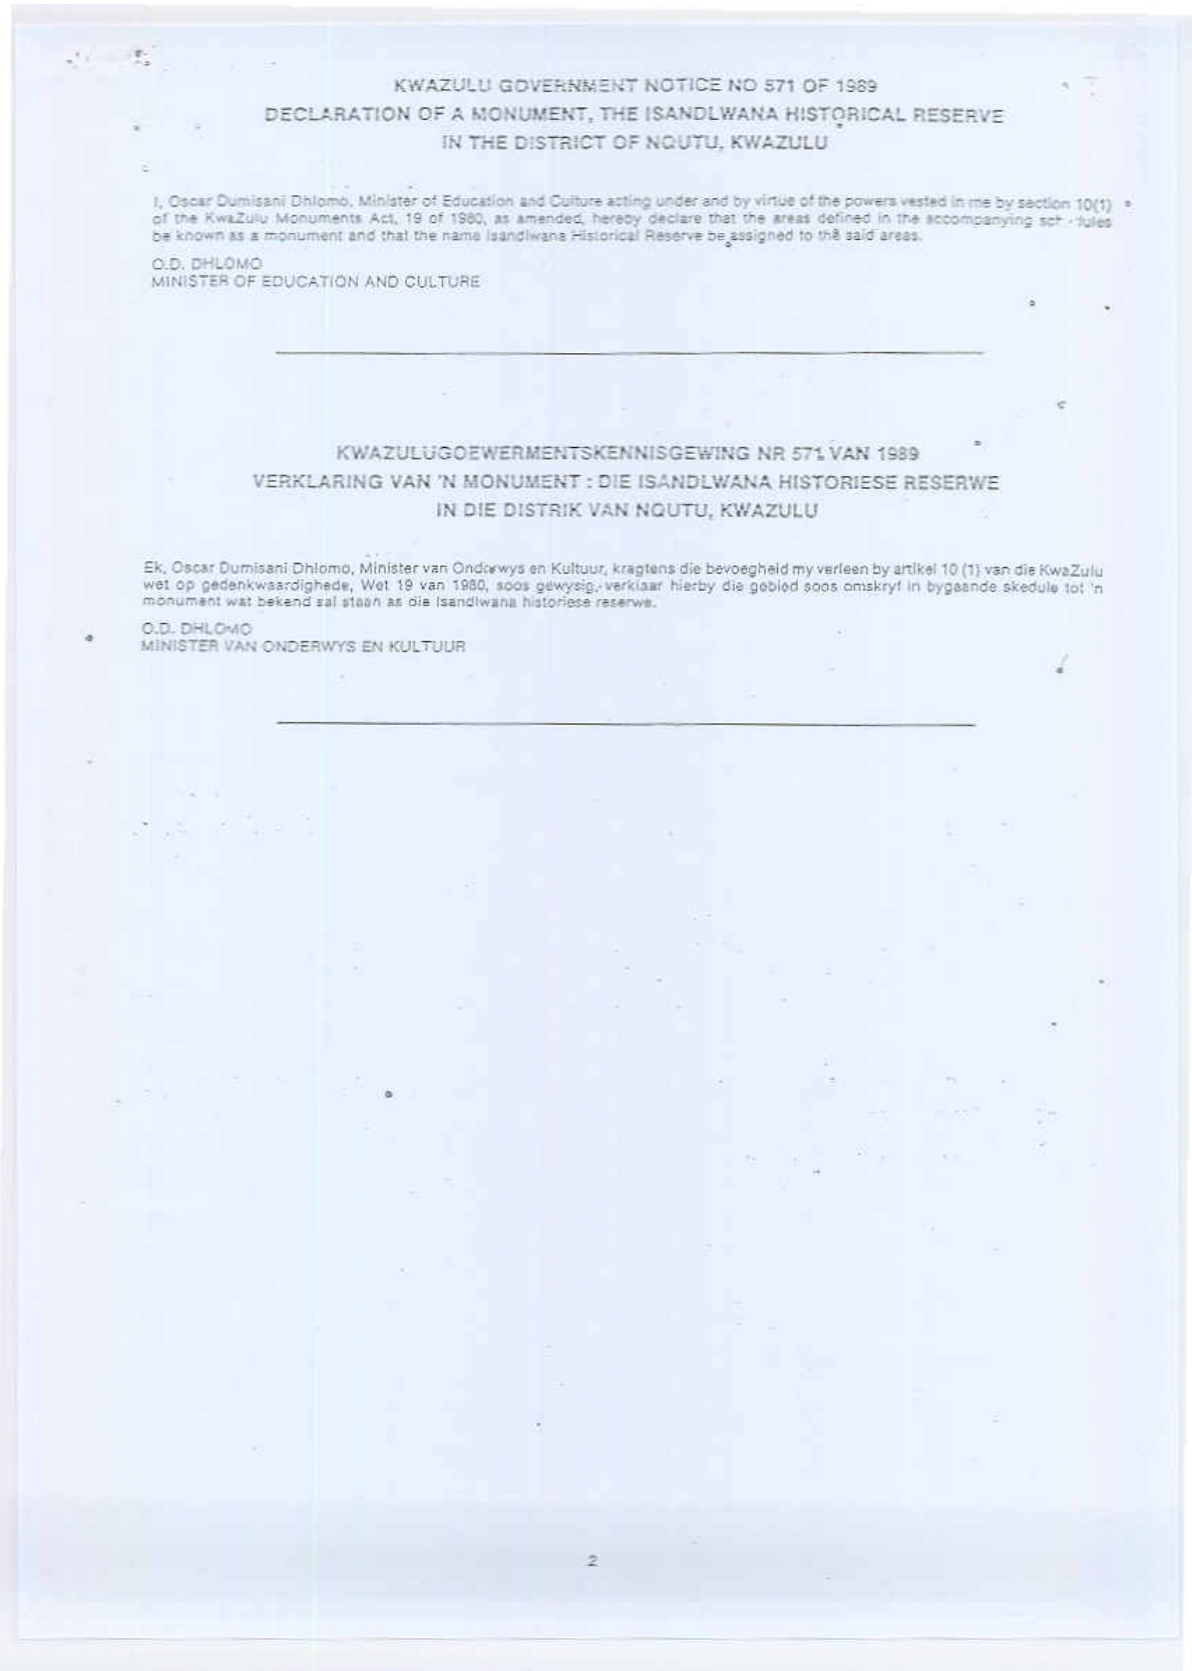 KWAZULU GOVERNMENT NOTICE NO 571 OF 1989
DECLARATION OF A MONUMENT, THE ISANDLWANA HISTORICAL RESERVE
IN THE DISTRICT OF NQUTU, KWAZULU
I, Oscar Dumisani Dhlomo, Minister of Education and Culture acting under and by virtue of the powers vested in me by section 10(1)
of the KwaZulu Monuments Act, 19 of 1980, as amended, hereby declare that the areas defined in the accompanying
be known as a monument and that the name Isandlwana Historical Reserve be assigned to the said areas.
O.D. DHLOMO
MINISTER OF EDUCATION AND CULTURE
KWAZULUGOEWERMENTSKENNISGEWING NR 571 VAN 1989
VERKLARING VAN 'N MONUMENT : DIE ISANDLWANA HISTORIESE RESERWE
IN DIE DISTRIK VAN NQUTU, KWAZULU
Ek, Oscar Dumisani Dhlomo, Minister van Onderwys en Kultuur, kragtens die bevoegheid my verleen by artikel 10 (1) van die KwaZulu
wet op gedenkwaardighede, Wet 19 van 1980, soos gewysig, verklaar hierby die gebied soos omskryf in bygaande skedule tot 'n
monument wat bekend sal staan as die Isandlwana historiese reserwe.
O.D. DHLOMO
MINISTER VAN ONDERWYS EN KULTUUR
2